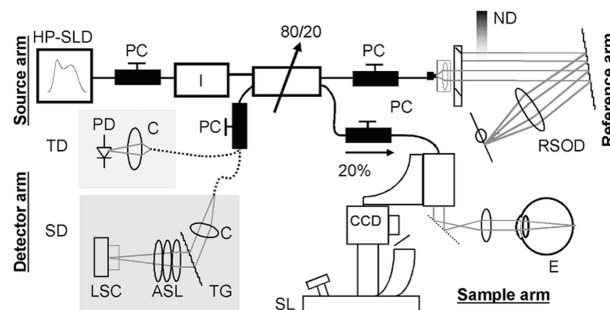 HP-SLD
80/20
ND
PC
PC
Source arm
I
Reference arm
PC
PC
PD
C
TD
RSOD
20%
Detector arm
SD
C
CCD
E
LSC
ASL
TG
SL
Sample arm